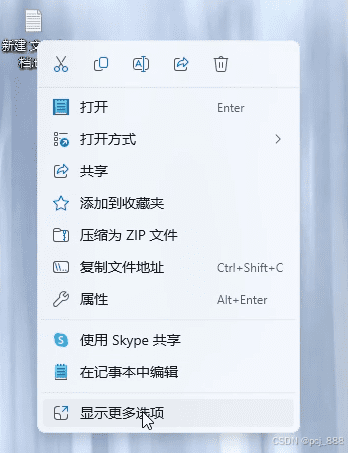 新建 文
档.t
打开 Enter
打开方式
共享
添加到收藏夹
压缩为 ZIP 文件
复制文件地址 Ctrl+Shift+C
属性 Alt+Enter
使用 Skype 共享
在记事本中编辑
显示更多选项
CSDN @pcj_888